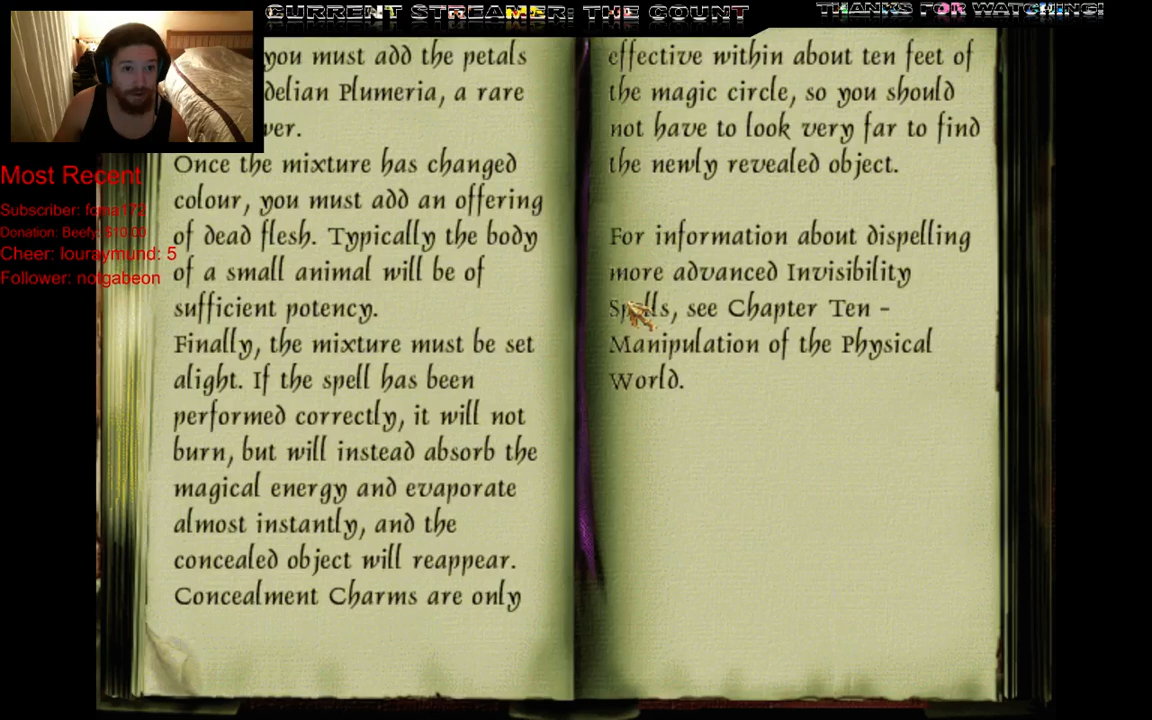 CURRENT STREAMER: THE COUNT
THANKS FOR WATCHING!
Most Recent
Donation: Beefy: $10.00
Cheer: louraymund: 5
Follower: notgabeon
Subscriber:
you must add the petals
delian Plumeria, a rare
ver.
Once the mixture has changed
colour, you must add an offering
of dead flesh. Typically the body
of a small animal will be of
sufficient potency.
Finally, the mixture must be set
alight. If the spell has been
performed correctly, it will not
burn, but will instead absorb the
magical energy and evaporate
almost instantly, and the
concealed object will reappear.
Concealment Charms are only
effective within about ten feet of
the magic circle, so you should
not have to look very far to find
the newly revealed object.
For information about dispelling
more advanced Invisibility
Spells, see Chapter Ten -
Manipulation of the Physical
World.